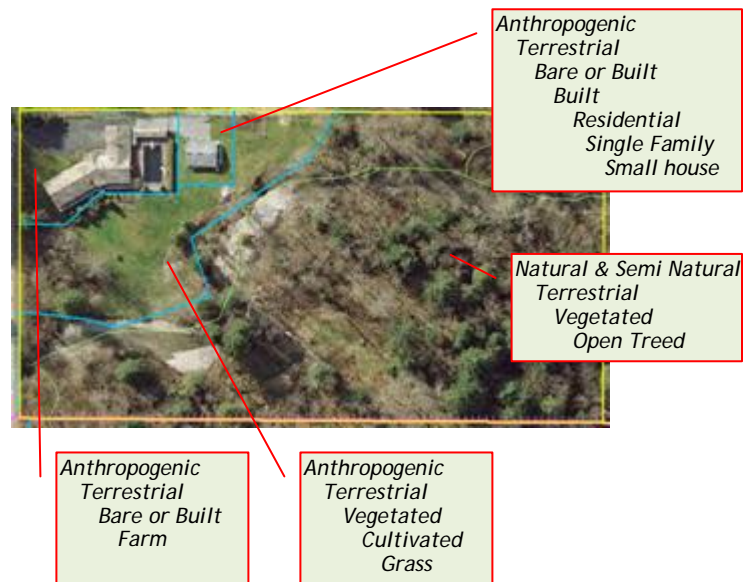 Anthropogenic
Terrestrial
Bare or Built
Built
Residential
Single Family
Small house
Natural & Semi Natural
Terrestrial
Vegetated
Open Treed
Anthropogenic
Terrestrial
Bare or Built
Farm
Anthropogenic
Terrestrial
Vegetated
Cultivated
Grass